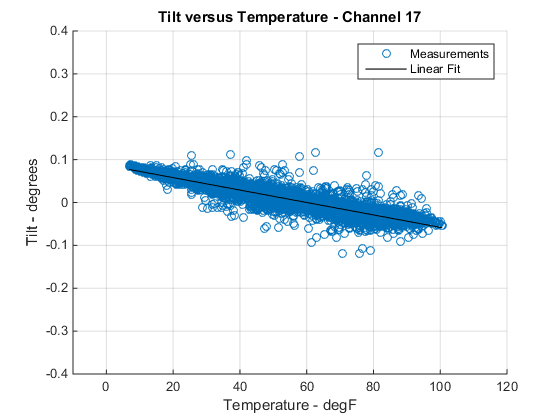 Tilt versus Temperature - Channel 17
Measurements
Linear Fit
0.4
0.3
0.2
0.1
0
-0.1
-0.2
-0.3
-0.4
Tilt - degrees
0 20 40 60 80 100 120
Temperature - degF